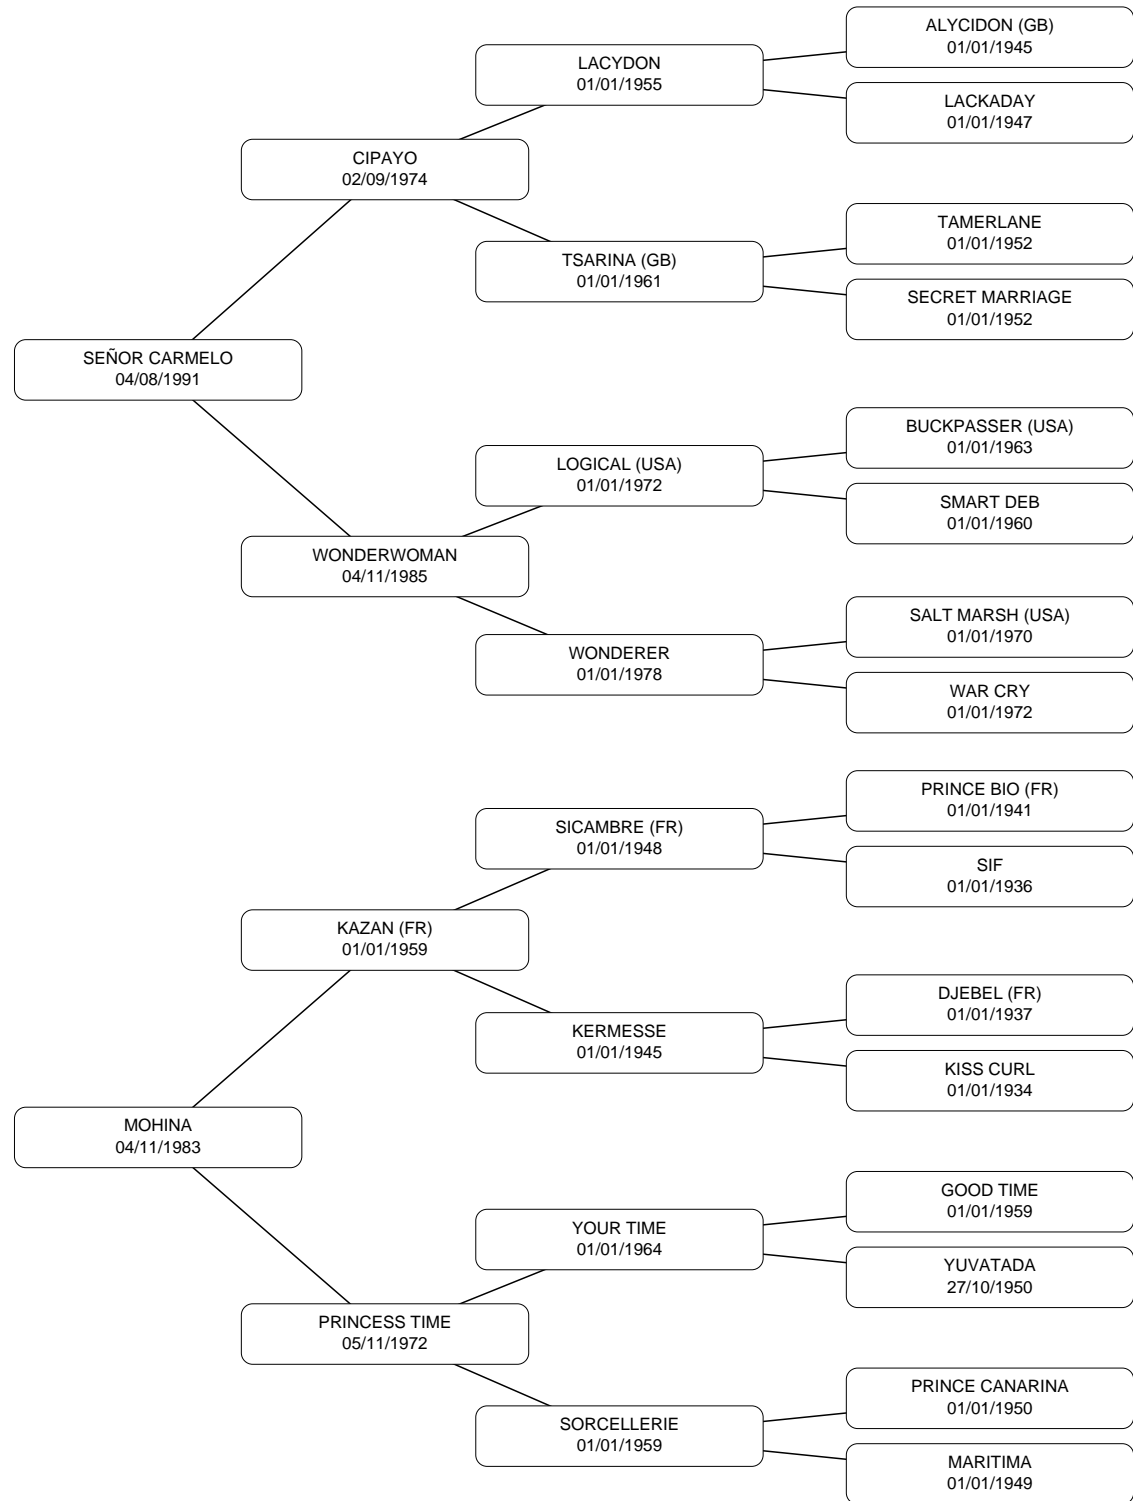 ALYCIDON (GB)
01/01/1945
LACYDON
01/01/1955
LACKADAY
01/01/1947
CIPAYO
02/09/1974
TAMERLANE
01/01/1952
TSARINA (GB)
01/01/1961
SECRET MARRIAGE
01/01/1952
SEÑOR CARMELO
04/08/1991
BUCKPASSER (USA)
01/01/1963
LOGICAL (USA)
01/01/1972
SMART DEB
01/01/1960
WONDERWOMAN
04/11/1985
SALT MARSH (USA)
01/01/1970
WONDERER
01/01/1978
WAR CRY
01/01/1972
PRINCE BIO (FR)
01/01/1941
SICAMBRE (FR)
01/01/1948
SIF
01/01/1936
KAZAN (FR)
01/01/1959
DJEBEL (FR)
01/01/1937
KERMESSE
01/01/1945
KISS CURL
01/01/1934
MOHINA
04/11/1983
GOOD TIME
01/01/1959
YOUR TIME
01/01/1964
YUVATADA
27/10/1950
PRINCESS TIME
05/11/1972
PRINCE CANARINA
01/01/1950
SORCELLERIE
01/01/1959
MARITIMA
01/01/1949